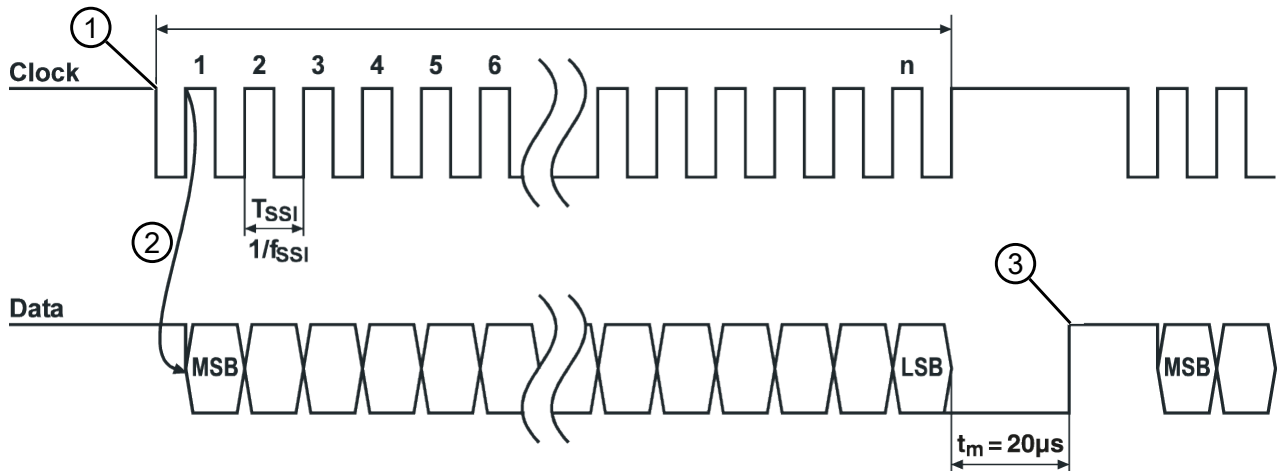 1
1 2 3 4 5 6 n
Clock
TSSI
1/fSSI
2
3
Data
MSB LSB MSB
tm = 20µs